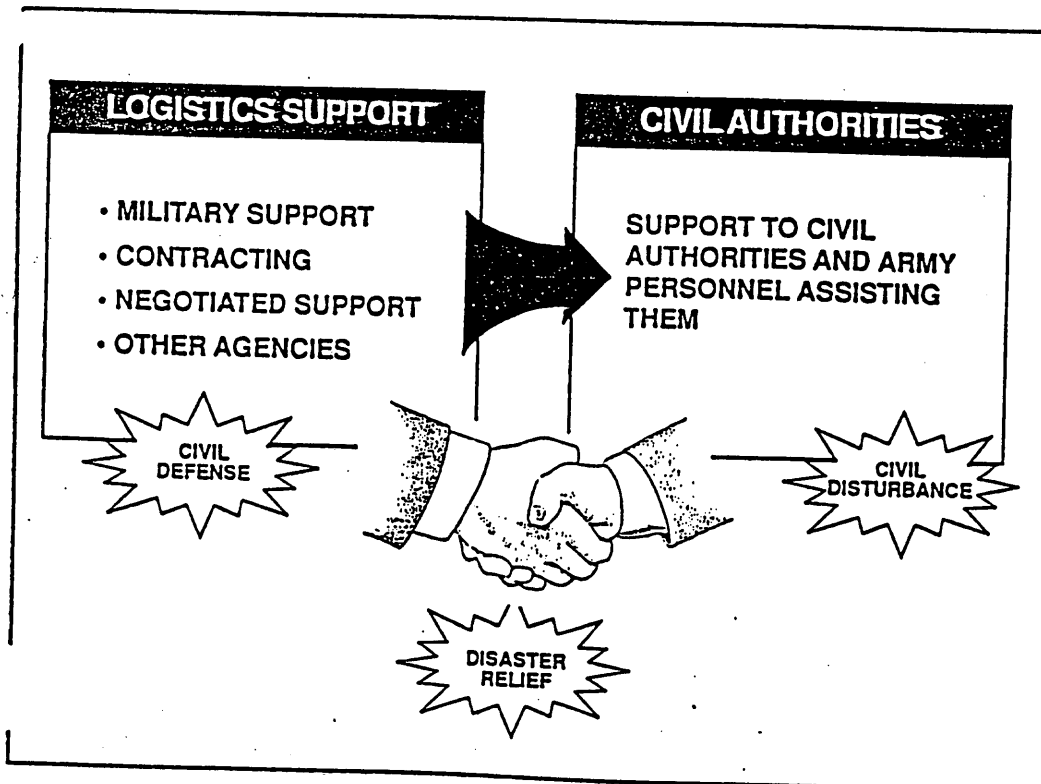 LOGISTICS SUPPORT
• MILITARY SUPPORT
• CONTRACTING
• NEGOTIATED SUPPORT
• OTHER AGENCIES
CIVIL AUTHORITIES
SUPPORT TO CIVIL
AUTHORITIES AND ARMY
PERSONNEL ASSISTING
THEM
CIVIL
DEFENSE
CIVIL
DISTURBANCE
DISASTER
RELIEF